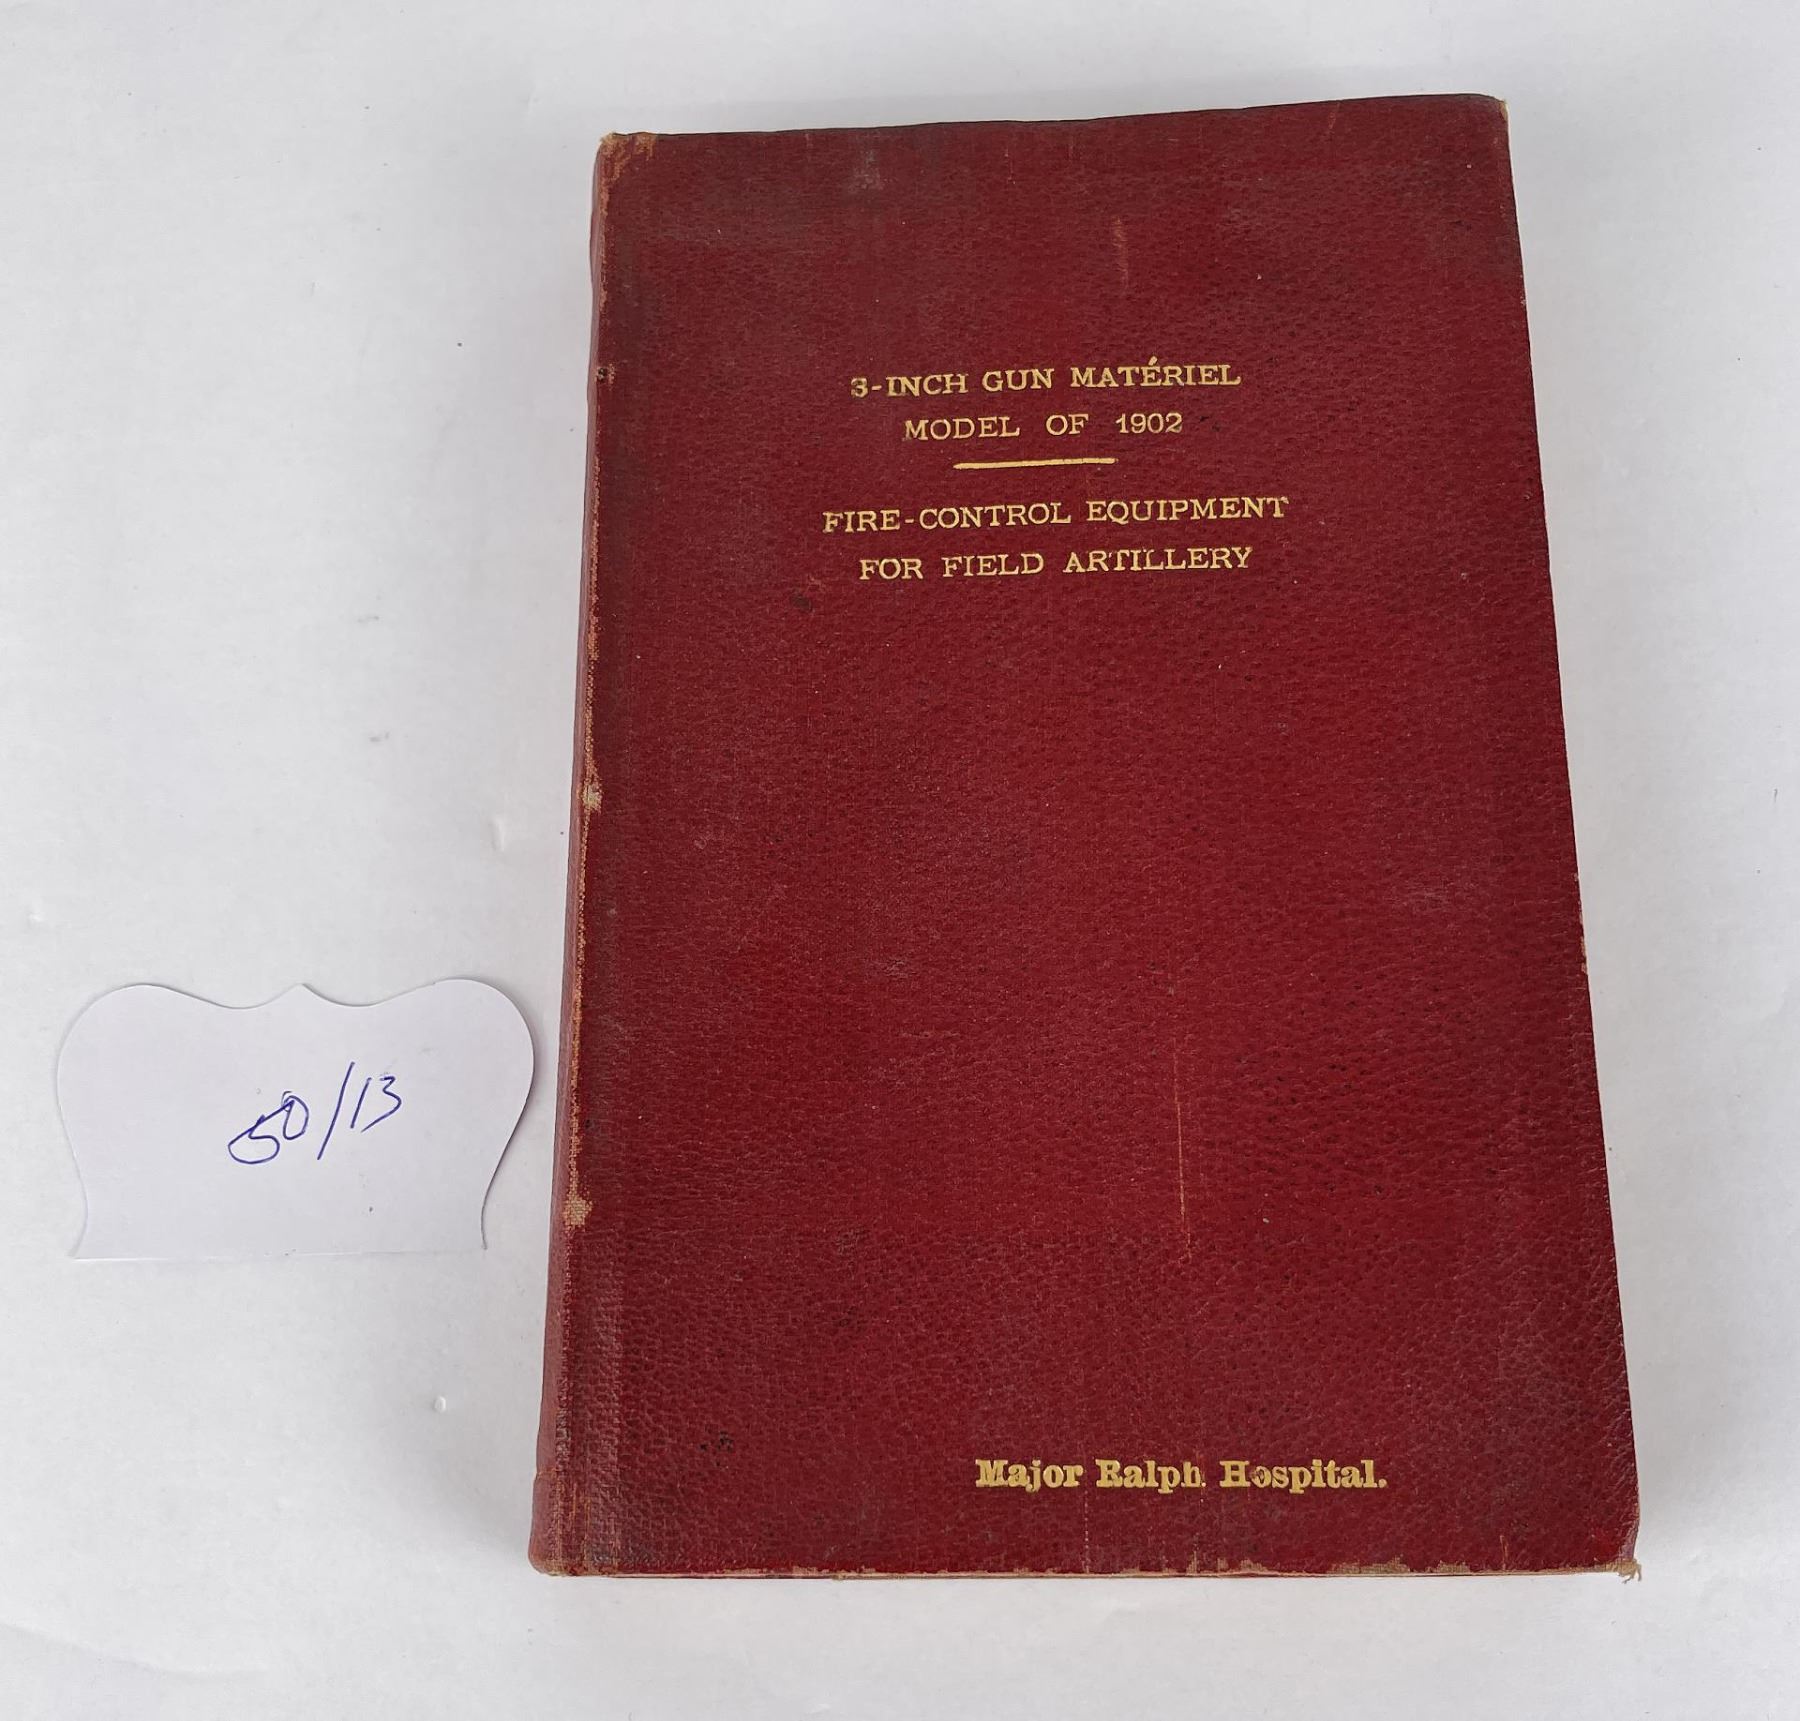 3-INCH GUN MATÉRIEL
MODEL OF 1902
FIRE-CONTROL EQUIPMENT
FOR FIELD ARTILLERY
Major Ralph Hospital.
50/13